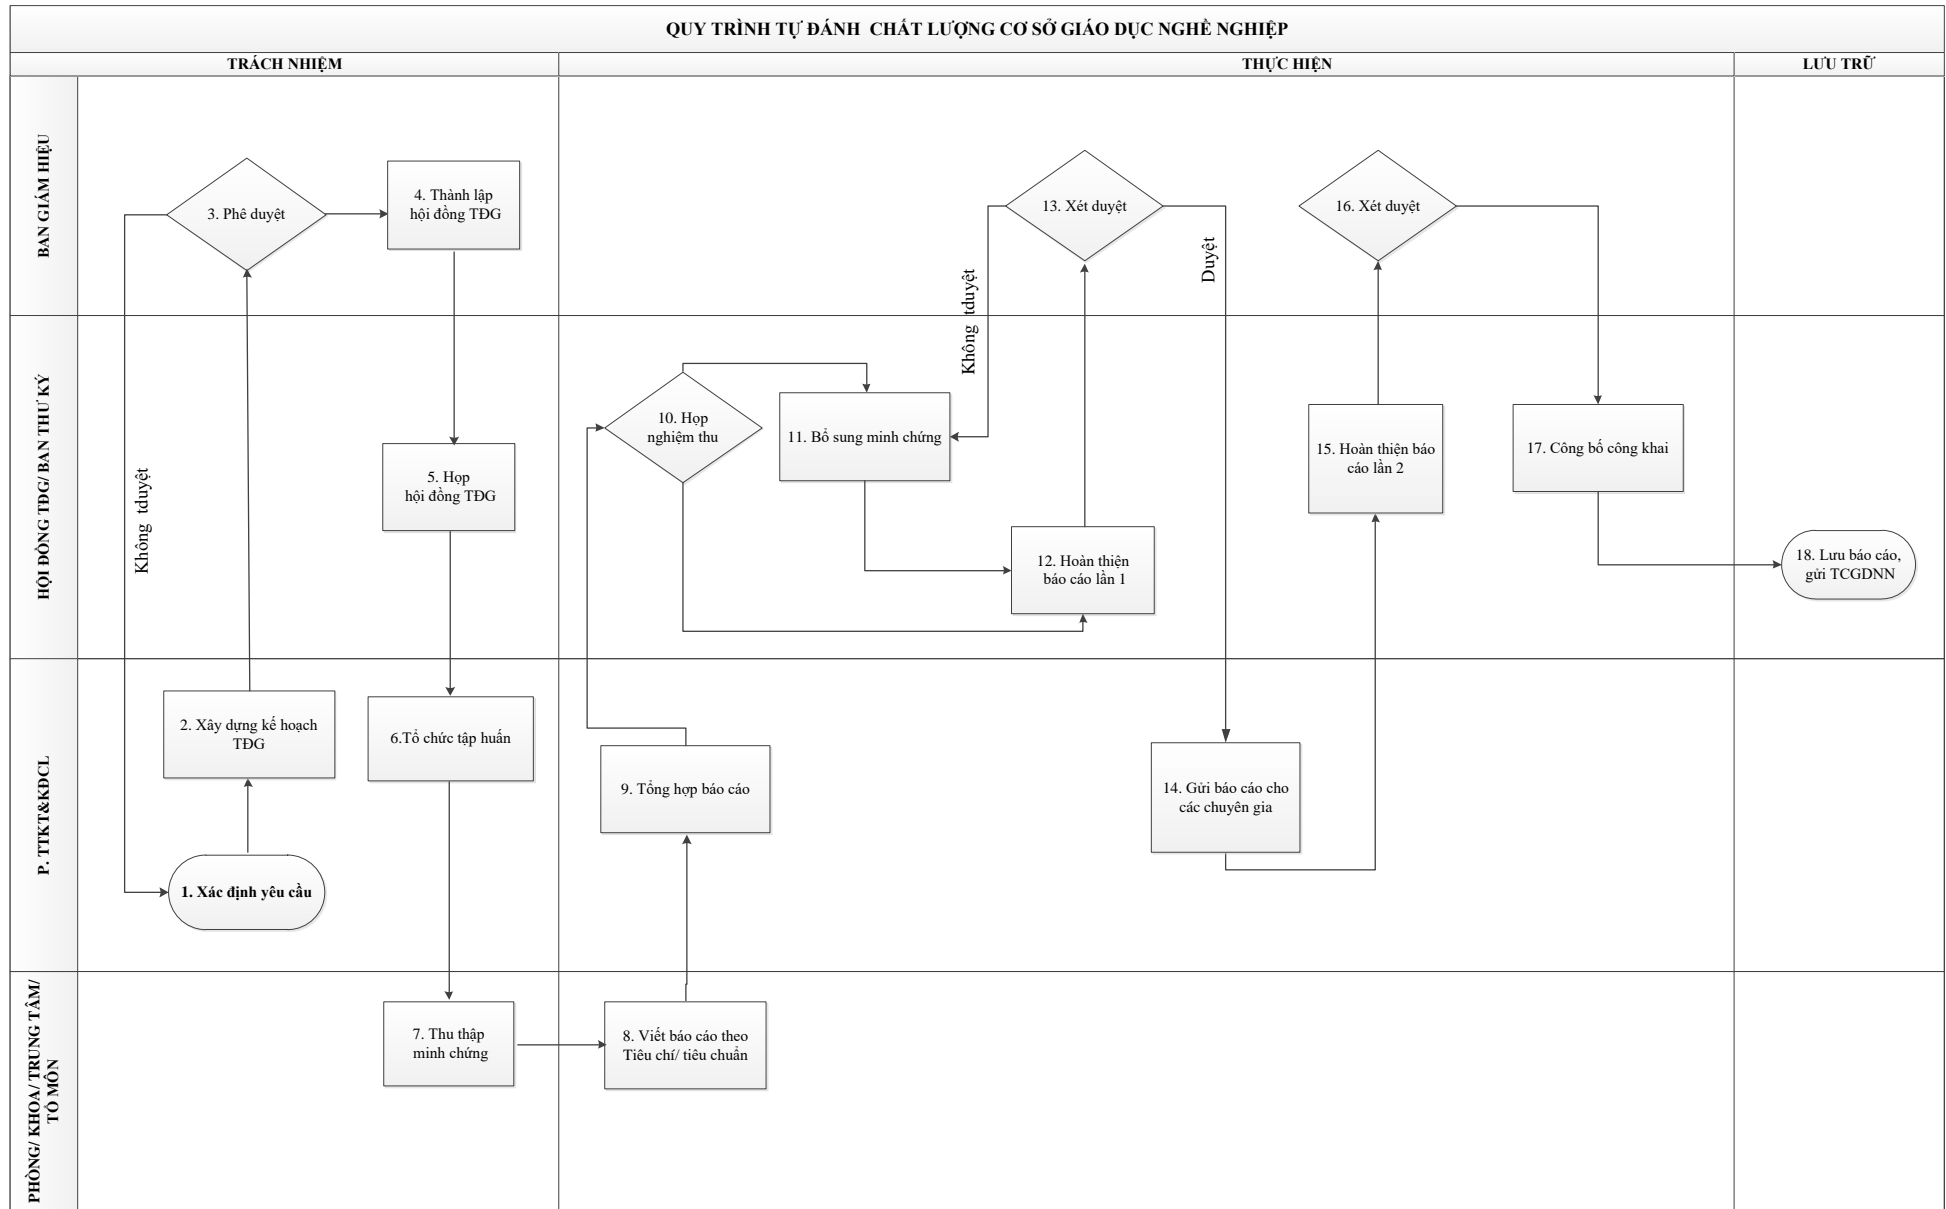 QUY TRÌNH TỰ ĐÁNH CHẤT LƯỢNG CƠ SỞ GIÁO DỤC NGHỀ NGHIỆP
TRÁCH NHIỆM
THỰC HIỆN
LƯU TRỮ
BAN GIÁM HIỆU
3. Phê duyệt
4. Thành lập
hội đồng TĐG
13. Xét duyệt
16. Xét duyệt
Duyệt
Không tduyệt
HỘI ĐỒNG TĐG/ BAN THƯ KÝ
Không tduyệt
5. Họp
hội đồng TĐG
10. Họp
nghiệm thu
11. Bổ sung minh chứng
12. Hoàn thiện
báo cáo lần 1
15. Hoàn thiện báo
cáo lần 2
17. Công bố công khai
18. Lưu báo cáo,
gửi TCGDNN
P. TTKT&KĐCL
2. Xây dựng kế hoạch
TĐG
6.Tổ chức tập huấn
9. Tổng hợp báo cáo
14. Gửi báo cáo cho
các chuyên gia
1. Xác định yêu cầu
PHÒNG/ KHOA/ TRUNG TÂM/
TỔ MÔN
7. Thu thập
minh chứng
8. Viết báo cáo theo
Tiêu chí/ tiêu chuẩn